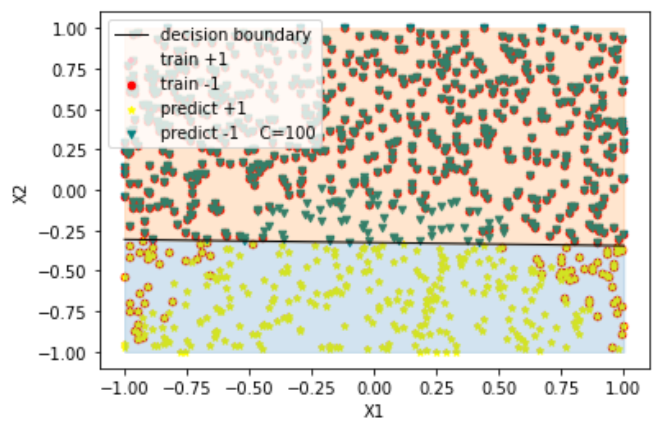 decision boundary
train +1
train -1
predict +1
predict -1 C=100
1.00
0.75
0.50
0.25
0.00
−0.25
−0.50
−0.75
−1.00
X2
−1.00 −0.75 −0.50 −0.25 0.00 0.25 0.50 0.75 1.00
X1